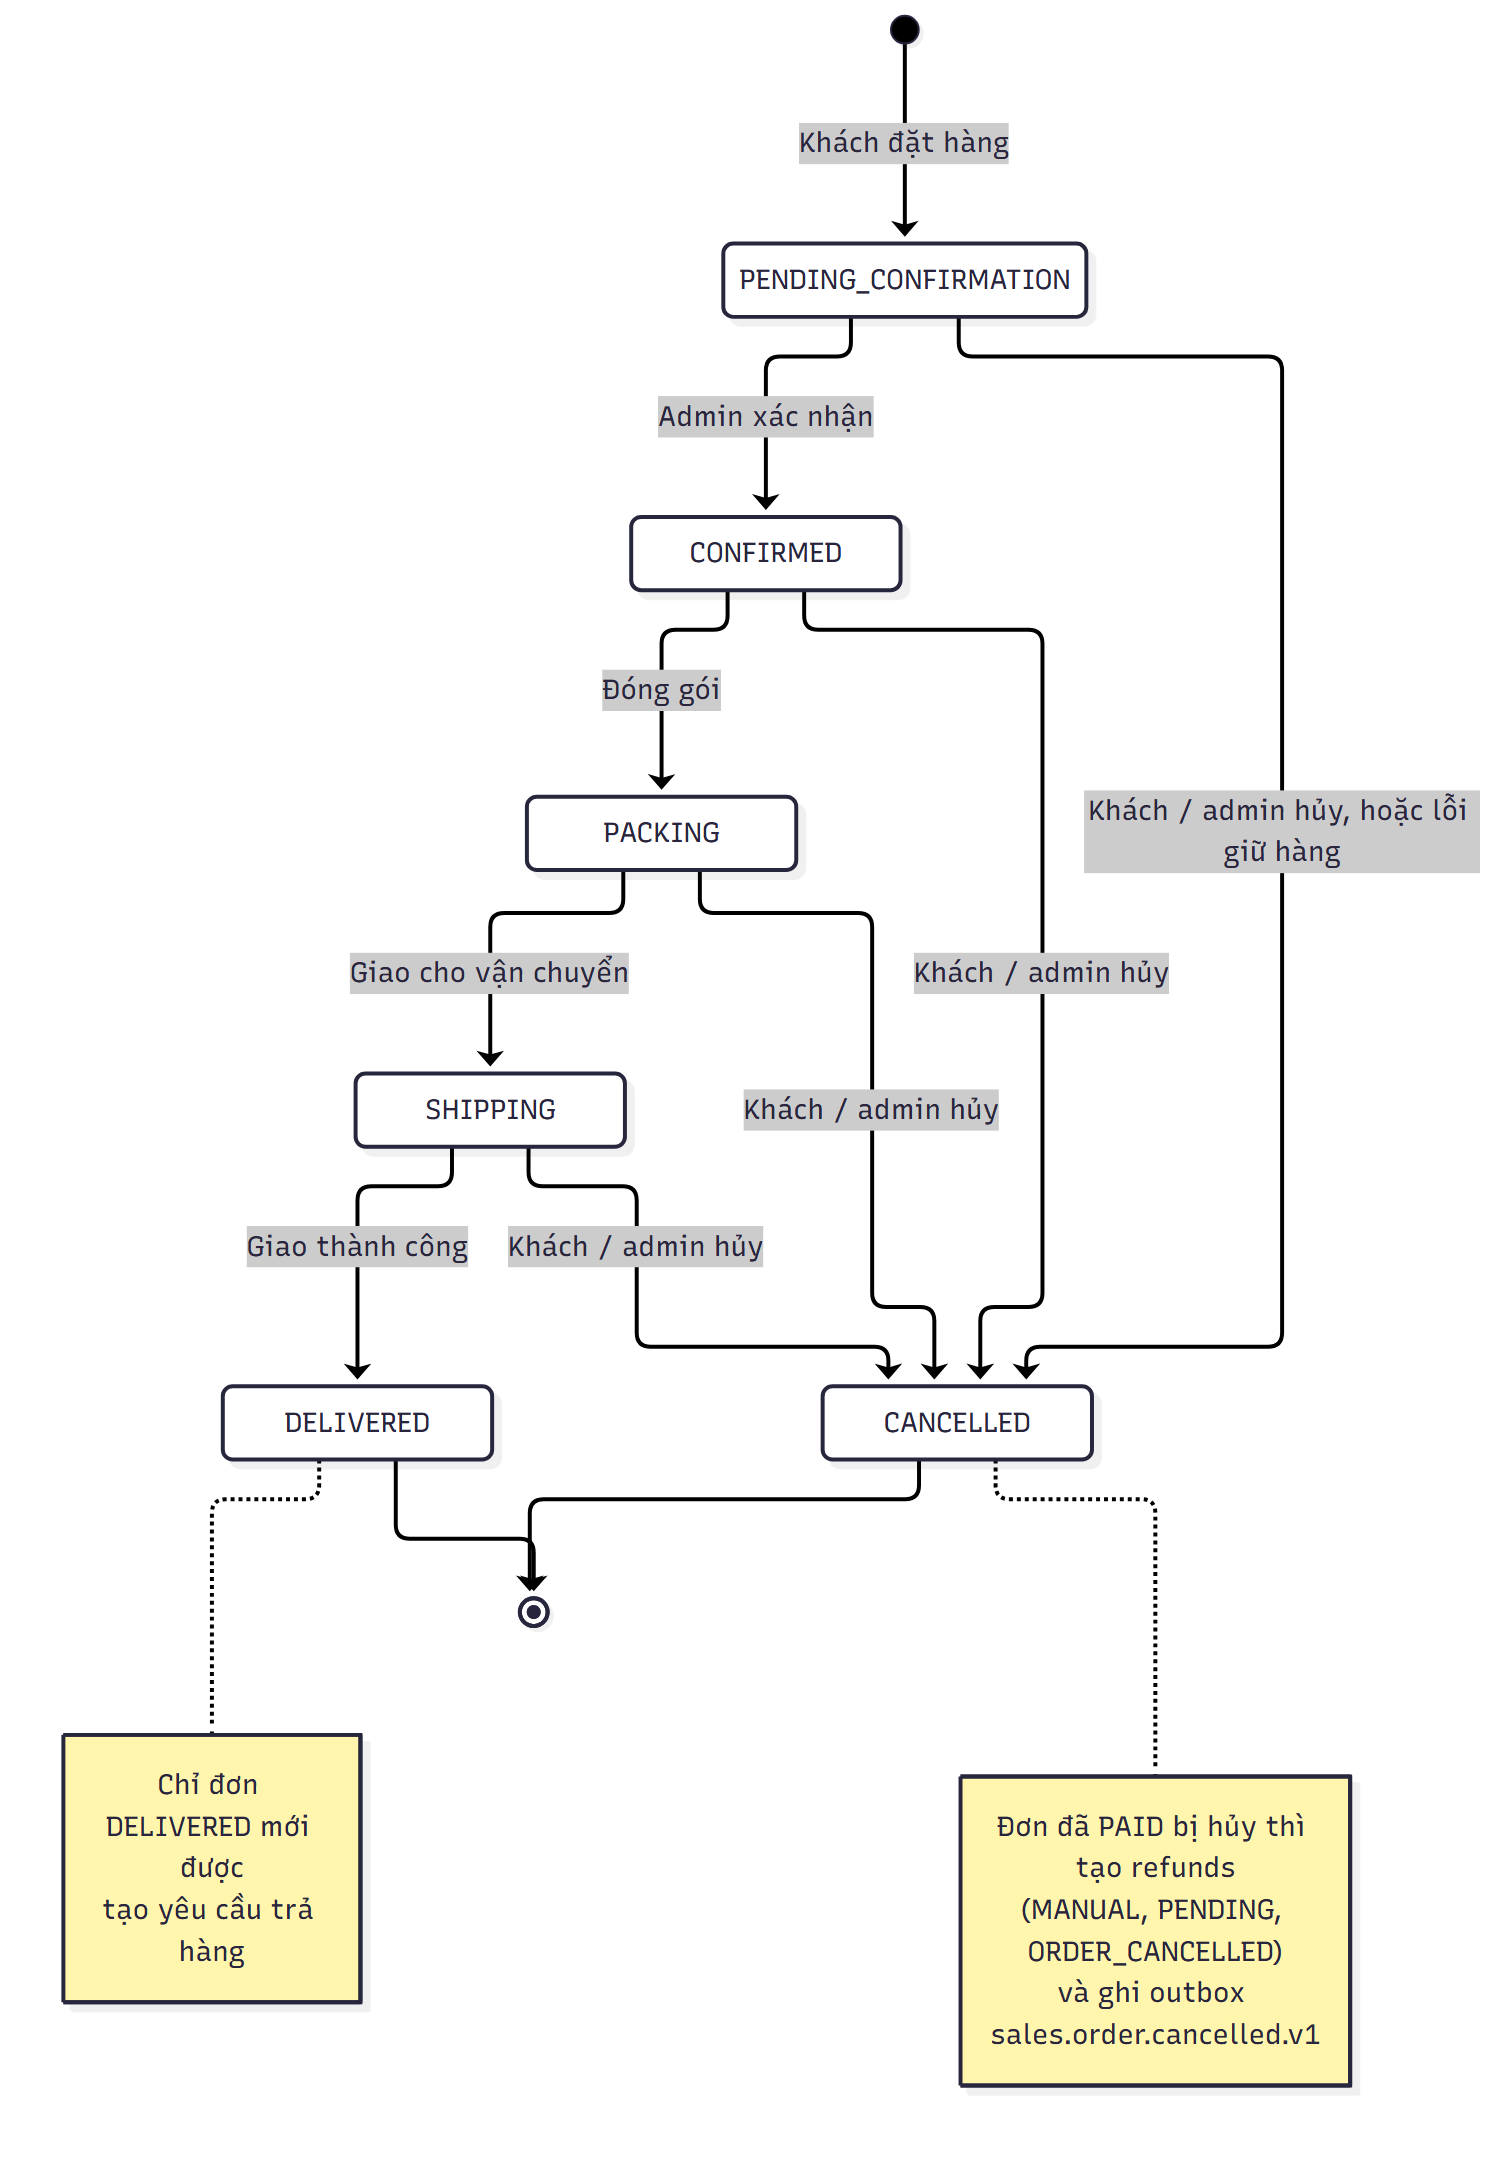 Khách đặt hàng
PENDING_CONFIRMATION
Admin xác nhận
CONFIRMED
Đóng gói
PACKING
Khách / admin hủy, hoặc lỗi
giữ hàng
Giao cho vận chuyển
Khách / admin hủy
SHIPPING
Khách / admin hủy
Giao thành công
Khách / admin hủy
DELIVERED
CANCELLED
Chỉ đơn
DELIVERED mới
được
tạo yêu cầu trả
hàng
Đơn đã PAID bị hủy thì
tạo refunds
(MANUAL, PENDING,
ORDER_CANCELLED)
và ghi outbox
sales.order.cancelled.v1